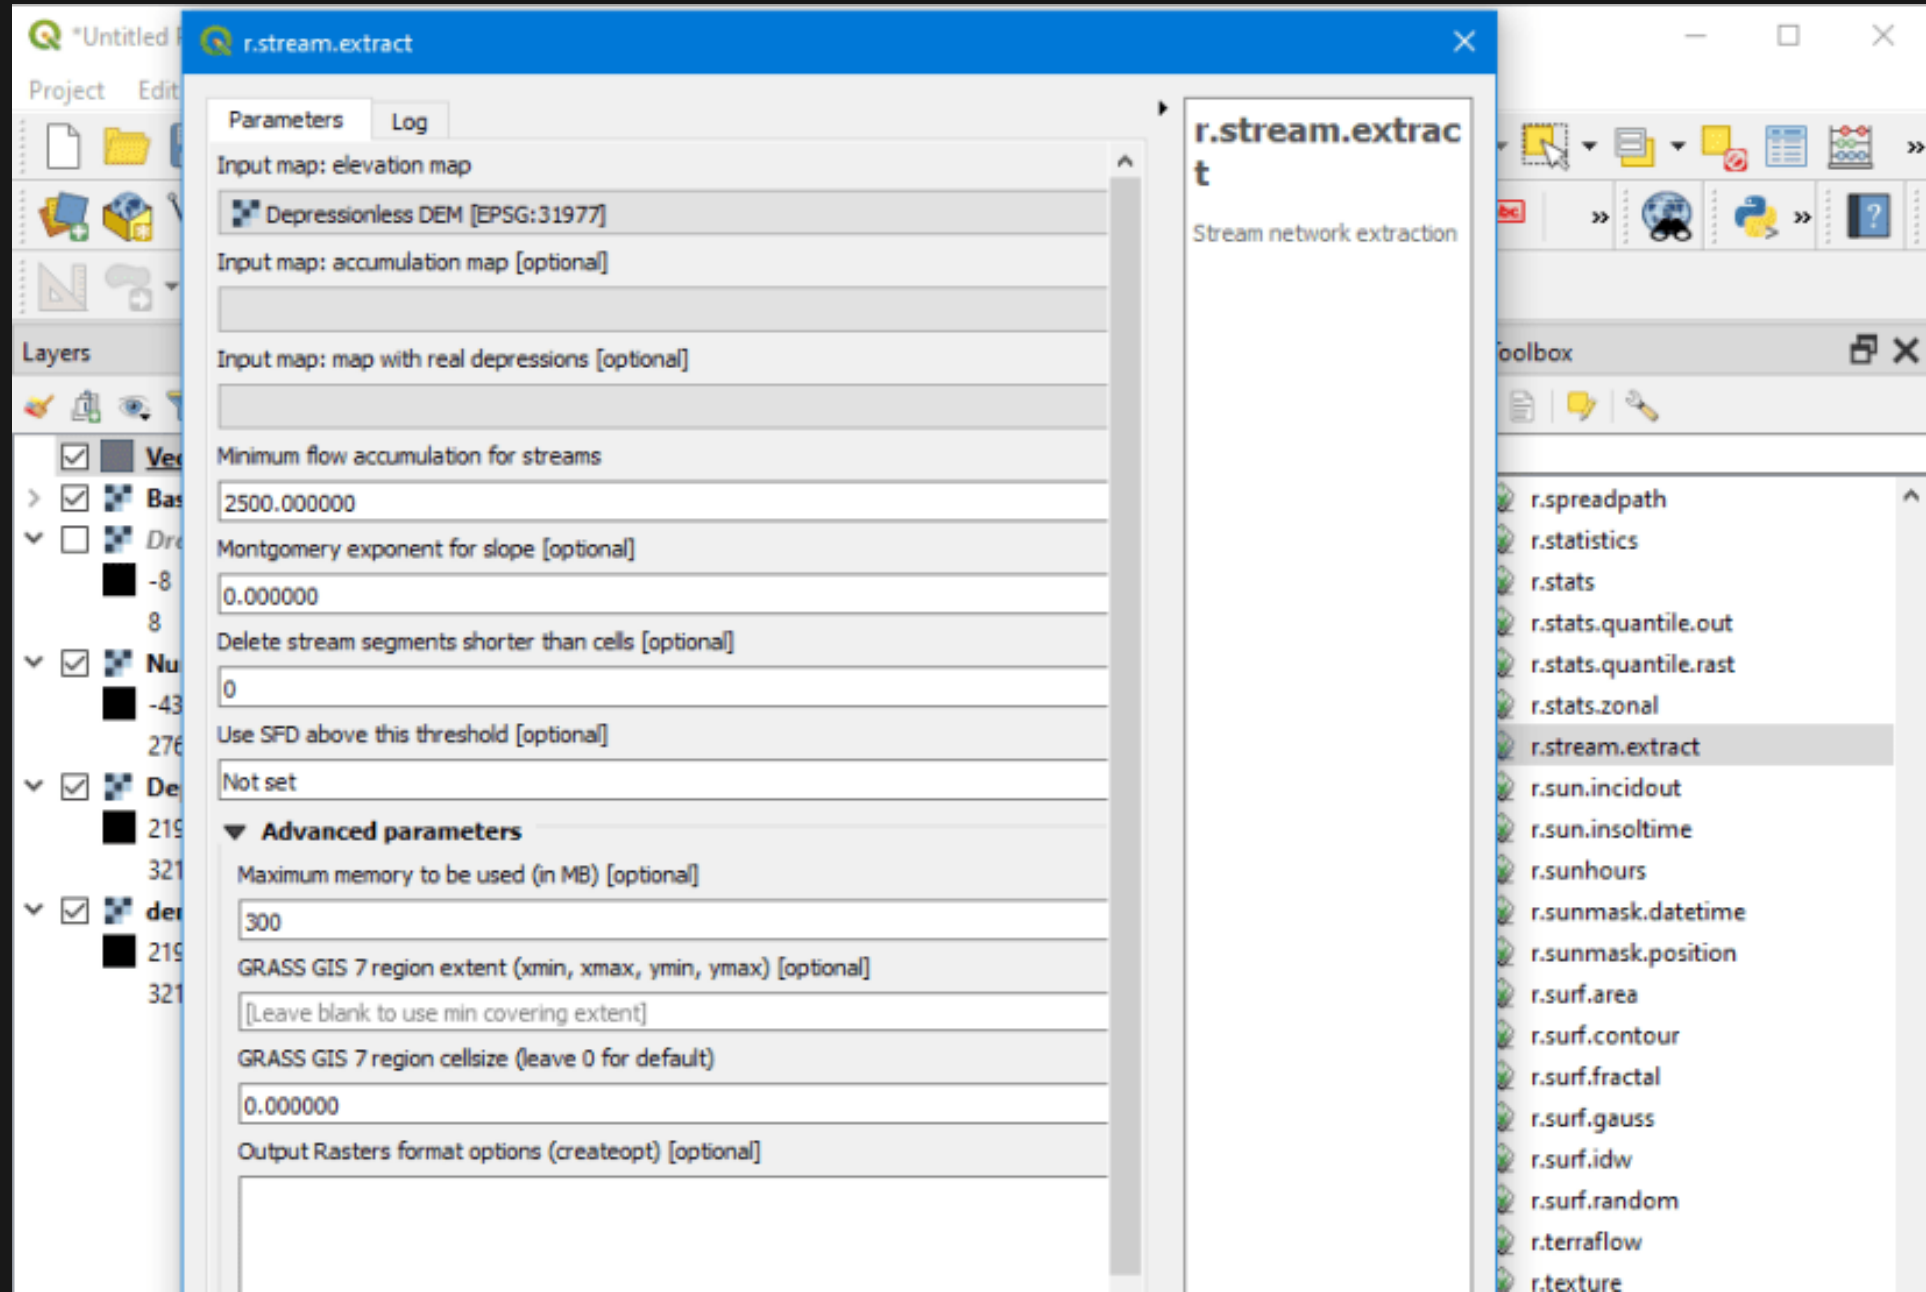 *Untitled
r.stream.extract
Project Edit
Parameters
Log
Input map: elevation map
Depressionless DEM [EPSG:31977]
Input map: accumulation map [optional]
Input map: map with real depressions [optional]
Minimum flow accumulation for streams
2500.000000
Montgomery exponent for slope [optional]
0.000000
Delete stream segments shorter than cells [optional]
0
Use SFD above this threshold [optional]
Not set
Advanced parameters
Maximum memory to be used (in MB) [optional]
300
GRASS GIS 7 region extent (xmin, xmax, ymin, ymax) [optional]
[Leave blank to use min covering extent]
GRASS GIS 7 region cellsize (leave 0 for default)
0.000000
Output Rasters format options (createopt) [optional]
r.stream.extrac
t
Stream network extraction
Layers
Vec
Bas
Dra
-8
8
Nu
-43
276
De
219
321
der
219
321
abc
oolbox
r.spreadpath
r.statistics
r.stats
r.stats.quantile.out
r.stats.quantile.rast
r.stats.zonal
r.stream.extract
r.sun.incidout
r.sun.insoltime
r.sunhours
r.sunmask.datetime
r.sunmask.position
r.surf.area
r.surf.contour
r.surf.fractal
r.surf.gauss
r.surf.idw
r.surf.random
r.terraflow
r.texture